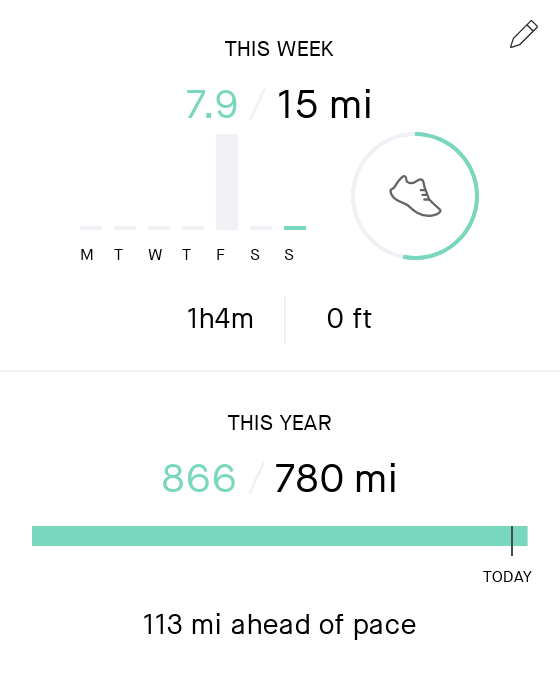 THIS WEEK
7.9 / 15 mi
M T W T F S S
1h4m 0 ft
THIS YEAR
866 / 780 mi
TODAY
113 mi ahead of pace